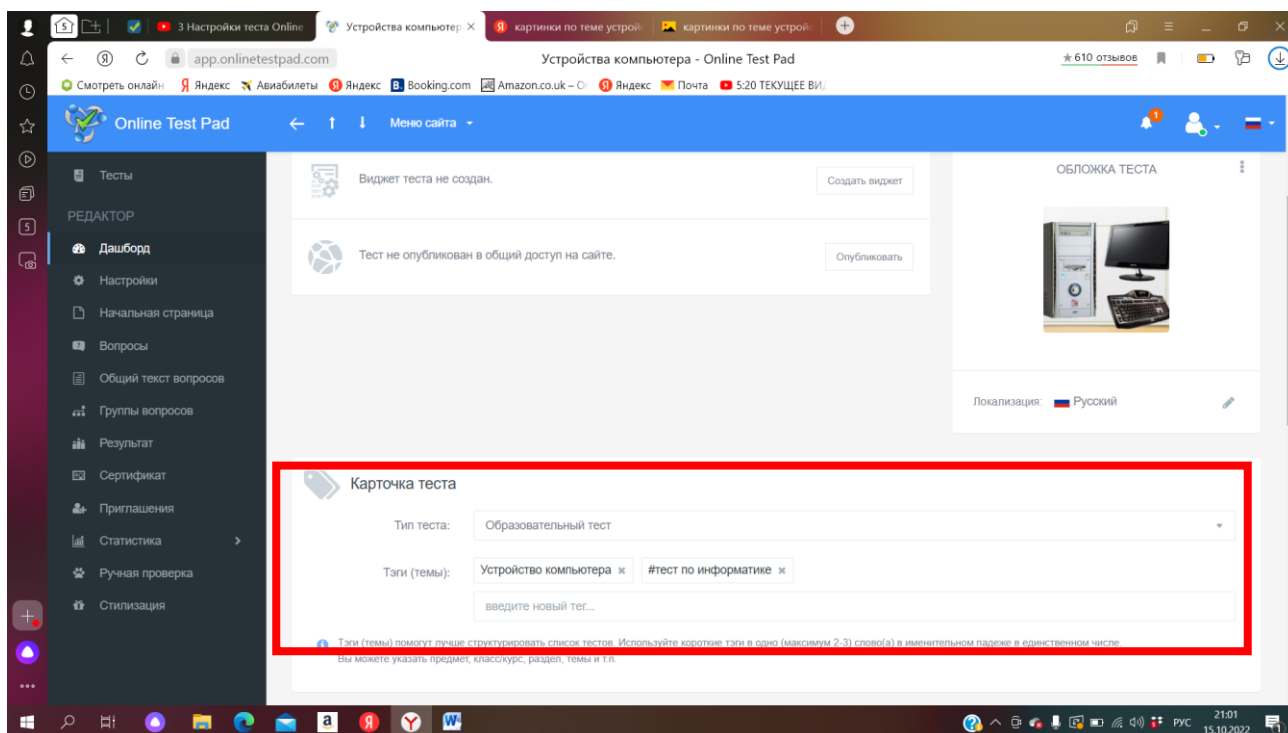 5
3 Настройки теста Online
Устройства компьютер
картинки по теме устрой
картинки по теме устрой
app.onlinetestpad.com
Устройства компьютера - Online Test Pad
610 отзывов
Смотреть онлайн
Яндекс
Авиабилеты
Яндекс
Booking.com
Amazon.co.uk – О
Яндекс
Почта
5:20 ТЕКУЩЕЕ ВИД
Online Test Pad
Меню сайта
1
Тесты
РЕДАКТОР
Дашборд
Настройки
Начальная страница
Вопросы
Общий текст вопросов
Группы вопросов
Результат
Сертификат
Приглашения
Статистика
Ручная проверка
Стилизация
Виджет теста не создан.
Создать виджет
Тест не опубликован в общий доступ на сайте.
Опубликовать
ОБЛОЖКА ТЕСТА
Локализация: Русский
Карточка теста
Тип теста: Образовательный тест
Тэги (темы): Устройство компьютера × #тест по информатике ×
введите новый тег...
Тэги (темы) помогут лучше структурировать список тестов. Используйте короткие тэги в одно (максимум 2-3) слово(а) в именительном падеже в единственном числе.
Вы можете указать предмет, класс/курс, раздел, темы и т.п.
РУС
21:01
15.10.2022